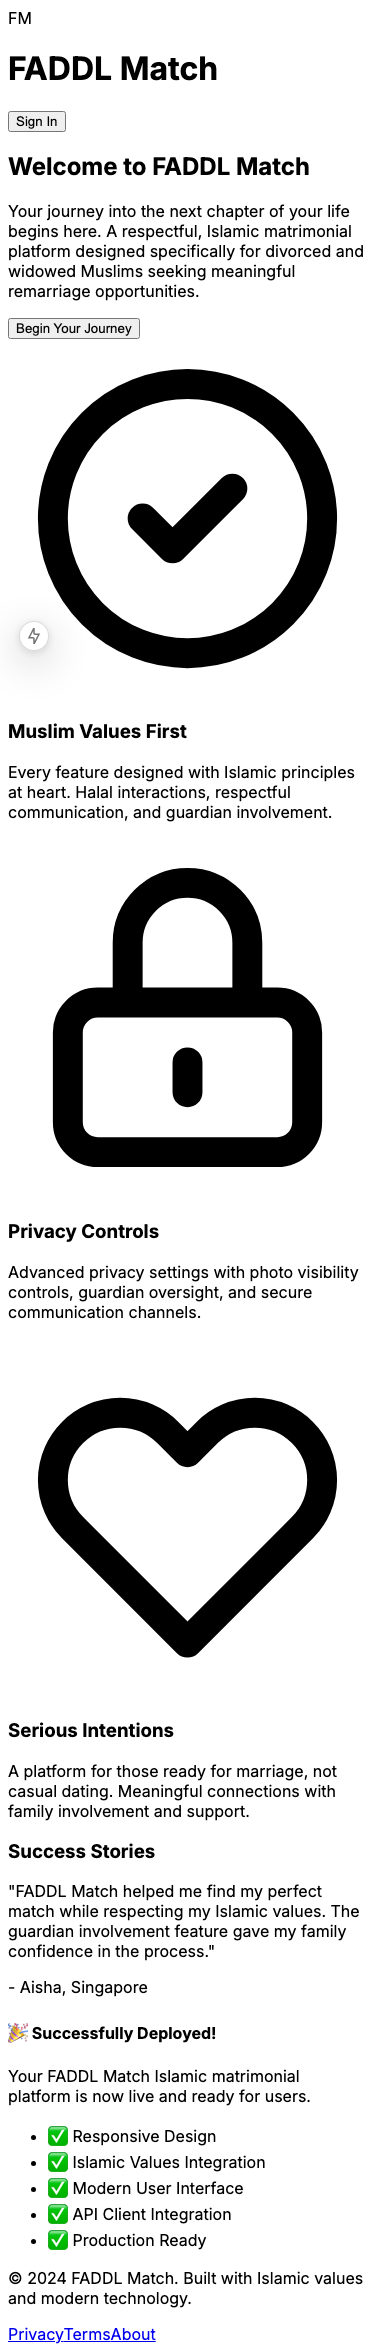 FM
FADDL Match
Sign In
Welcome to FADDL Match
Your journey into the next chapter of your life
begins here. A respectful, Islamic matrimonial
platform designed specifically for divorced and
widowed Muslims seeking meaningful
remarriage opportunities.
Begin Your Journey
Muslim Values First
Every feature designed with Islamic principles
at heart. Halal interactions, respectful
communication, and guardian involvement.
Privacy Controls
Advanced privacy settings with photo visibility
controls, guardian oversight, and secure
communication channels.
Serious Intentions
A platform for those ready for marriage, not
casual dating. Meaningful connections with
family involvement and support.
Success Stories
"FADDL Match helped me find my perfect
match while respecting my Islamic values. The
guardian involvement feature gave my family
confidence in the process."
- Aisha, Singapore
🎉 Successfully Deployed!
Your FADDL Match Islamic matrimonial
platform is now live and ready for users.
• ✅ Responsive Design
• ✅ Islamic Values Integration
• ✅ Modern User Interface
• ✅ API Client Integration
• ✅ Production Ready
© 2024 FADDL Match. Built with Islamic values
and modern technology.
PrivacyTermsAbout